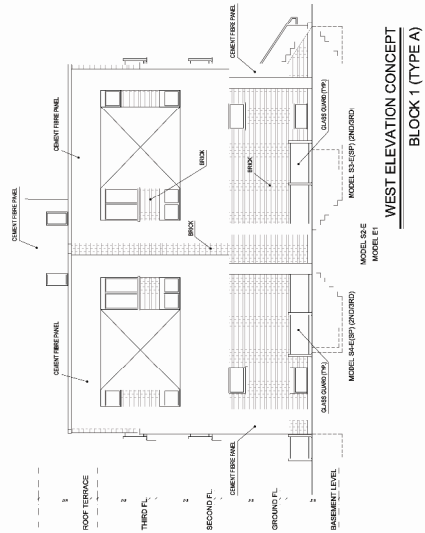 CEMENT FIBRE PANEL
CEMENT FIBRE PANEL
CEMENT FIBRE PANEL
BRICK
BRICK
BRICK
CEMENT FIBRE PANEL
CEMENT FIBRE PANEL
GLASS GUARD (TYP.)
GLASS GUARD (TYP.)
ROOF TERRACE
THIRD FL.
SECOND FL.
GROUND FL.
BASEMENT LEVEL
MODEL S4-E(SP) (2ND/3RD)
MODEL S3-E(SP) (2ND/3RD)
MODEL S2-E
MODEL E1
WEST ELEVATION CONCEPT
BLOCK 1 (TYPE A)